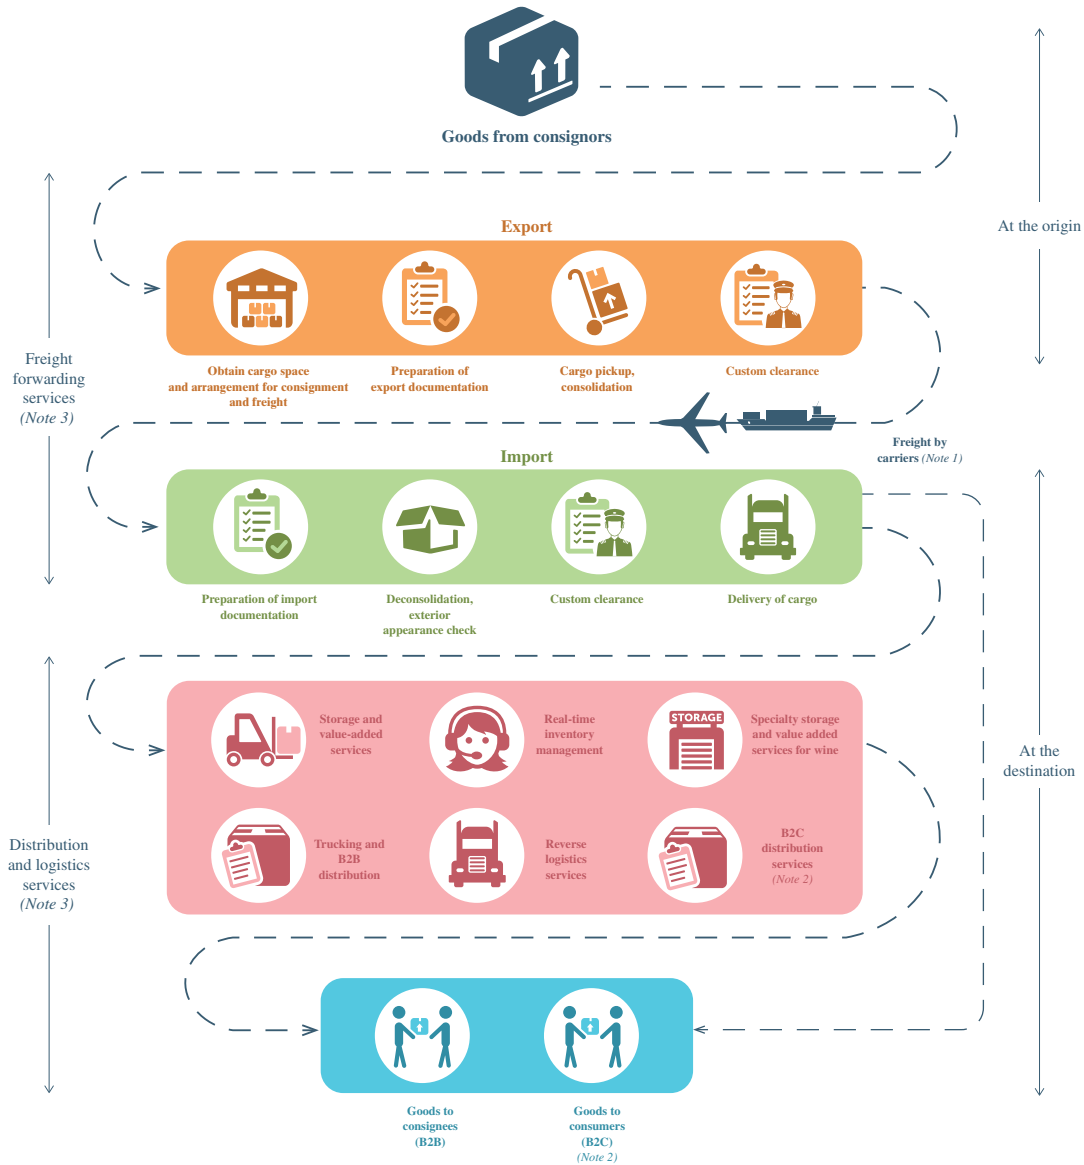 Goods from consignors
At the origin
Export
Obtain cargo space
and arrangement for consignment
and freight
Preparation of
export documentation
Cargo pickup,
consolidation
Custom clearance
Freight
forwarding
services
(Note 3)
Freight by
carriers (Note 1)
Import
Preparation of import
documentation
Deconsolidation,
exterior
appearance check
Custom clearance
Delivery of cargo
Storage and
value-added
services
Real-time
inventory
management
STORAGE
Specialty storage
and value added
services for wine
At the
destination
Trucking and
B2B
distribution
Reverse
logistics
services
B2C
distribution
services
(Note 2)
Distribution
and logistics
services
(Note 3)
Goods to
consignees
(B2B)
Goods to
consumers
(B2C)
(Note 2)